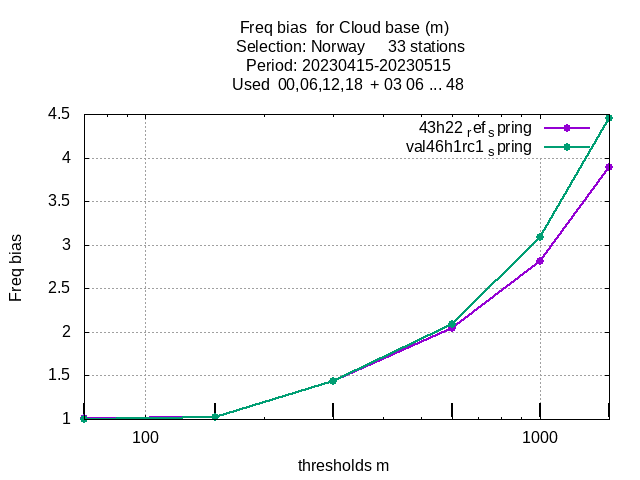 Freq bias  for Cloud base (m)
Selection: Norway     33 stations
Period: 20230415-20230515
Used  00,06,12,18  + 03 06 ... 48
43h22 ref spring
val46h1rc1 spring
4.5
4
3.5
3
2.5
2
1.5
1
Freq bias
100
1000
thresholds m